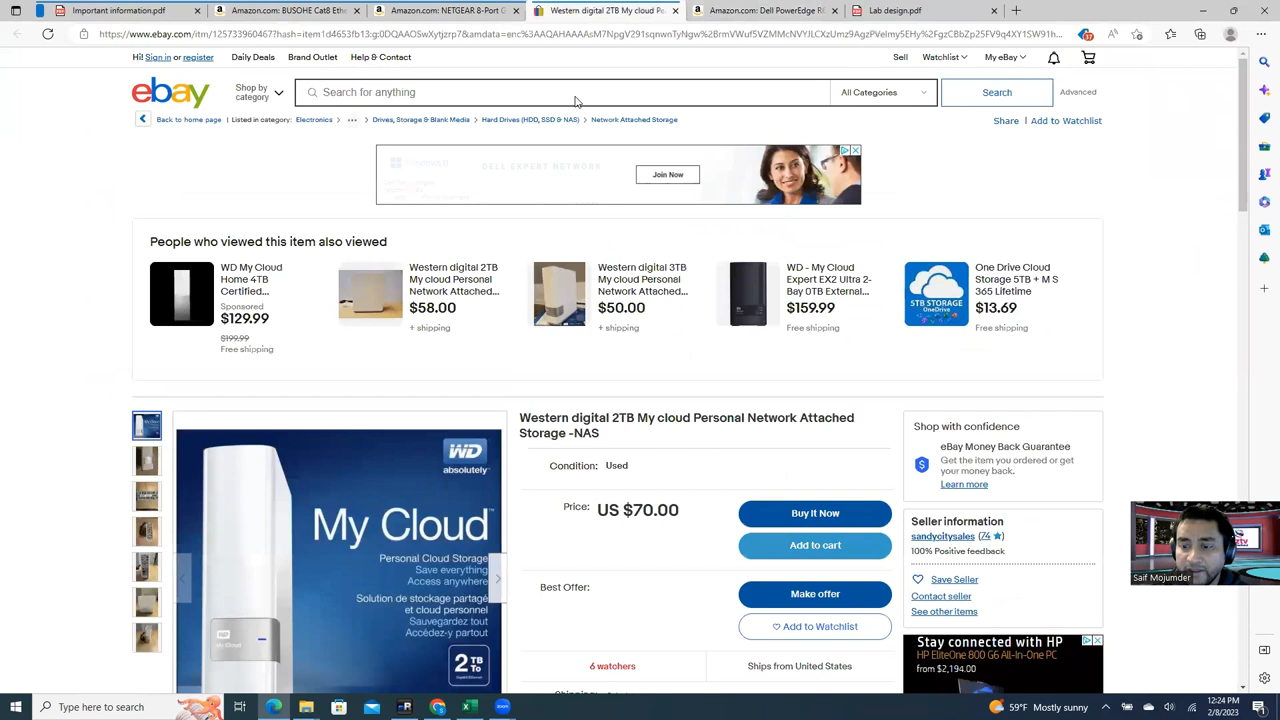 Important information.pdf
Amazon.com: BUSOHE Cat8 Ethe
Amazon.com: NETGEAR 8-Port G
Western digital 2TB My cloud Pe
Amazon.com: Dell PowerEdge R
Lab design.pdf
Hi! Sign in or register
Daily Deals
Brand Outlet
Help & Contact
Sell
Watchlist
My eBay
ebay
Shop by
category
Search for anything
All Categories
Search
Advanced
Back to home page
Listed in category:
Electronics
Drives, Storage & Blank Media
Hard Drives (HDD, SSD & NAS)
Network Attached Storage
Share
Add to Watchlist
DELL EXPERT NETWORK
Join Now
People who viewed this item also viewed
WD My Cloud
Home 4TB
Certified...
Sponsored
$129.99
$199.99
Free shipping
Western digital 2TB
My cloud Personal
Network Attached...
$58.00
+ shipping
Western digital 3TB
My cloud Personal
Network Attached...
$50.00
+ shipping
WD - My Cloud
Expert EX2 Ultra 2-
Bay 0TB External...
$159.99
Free shipping
5TB STORAGE
OneDrive
One Drive Cloud
Storage 5TB + M S
365 Lifetime
$13.69
Free shipping
WD
absolutely™
My Cloud™
Personal Cloud Storage
Save everything
Access anywhere
Solution de stockage partagé
et cloud personnel
Sauvegardez tout
Accédez-y partout
WD
My Cloud
2 TB
To
Western digital 2TB My cloud Personal Network Attached
Storage -NAS
Condition: Used
Price: US $70.00
Buy It Now
Add to cart
Best Offer:
Make offer
Add to Watchlist
6 watchers
Ships from United States
Shop with confidence
eBay Money Back Guarantee
Get the item you ordered or get
your money back.
Learn more
Seller information
sandycitysales (74)
100% Positive feedback
Save Seller
Contact seller
See other items
Stay connected with HP
HP EliteOne 800 G6 All-In-One PC
from $2,194.00
Saif Mojumder
Type here to search
59°F Mostly sunny
12:24 PM
2/8/2023